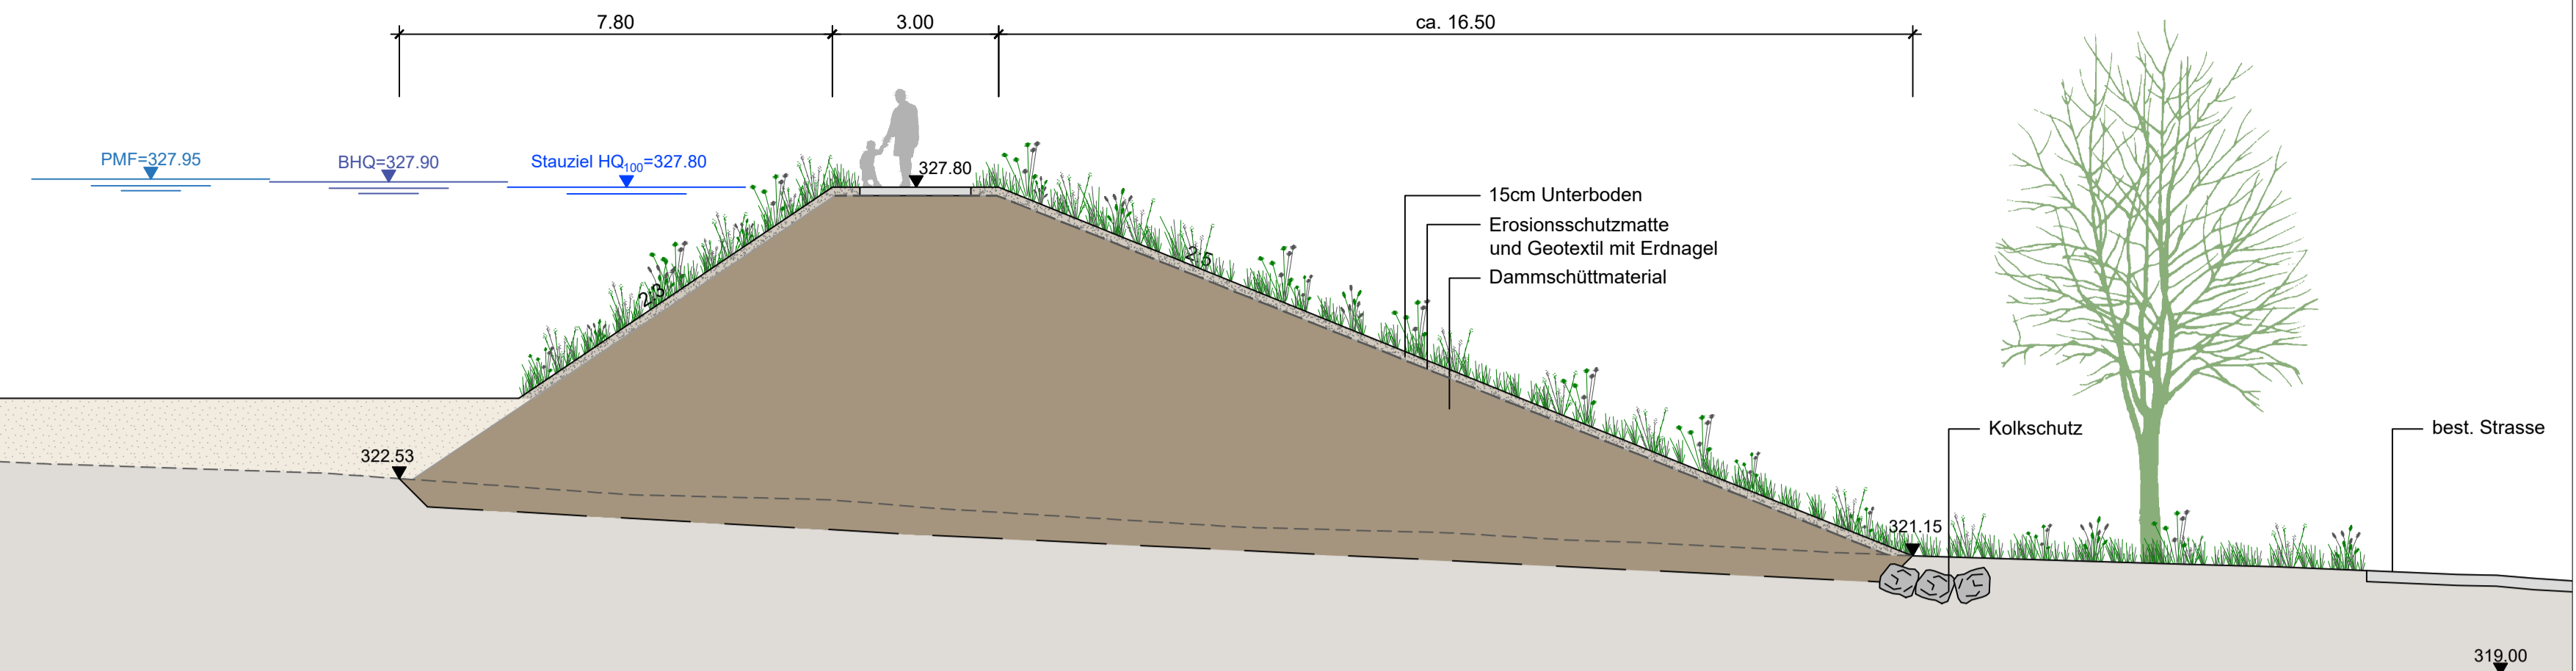 7.80
3.00
ca. 16.50
PMF=327.95
BHQ=327.90
Stauziel HQ100=327.80
327.80
15cm Unterboden
Erosionsschutzmatte
und Geotextil mit Erdnagel
Dammschüttmaterial
2:5
2:3
Kolkschutz
best. Strasse
322.53
321.15
319.00